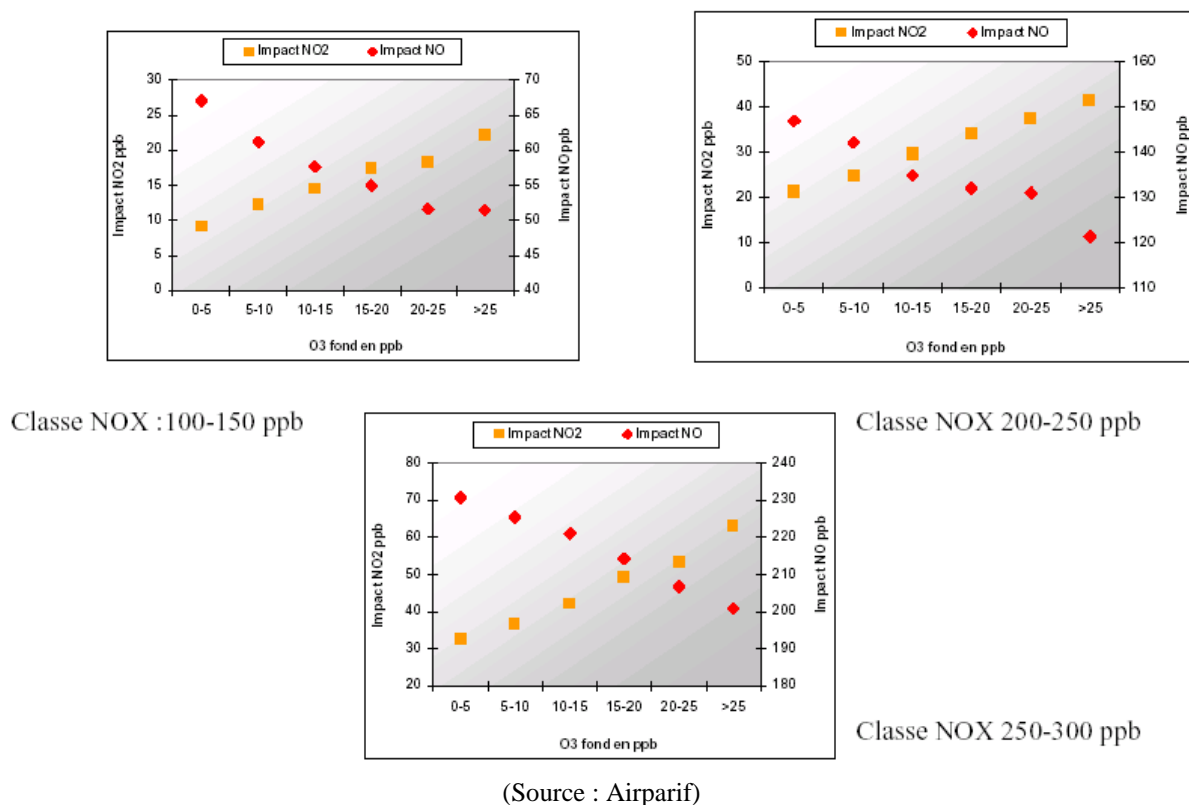 Impact NO2 Impact NO
30
25
20
15
10
5
0
Impact NO2 ppb
70
65
60
55
50
45
40
Impact NO ppb
0-5 5-10 10-15 15-20 20-25 >25
O3 fond en ppb
Impact NO2 Impact NO
50
40
30
20
10
0
Impact NO2 ppb
160
150
140
130
120
110
Impact NO ppb
0-5 5-10 10-15 15-20 20-25 >25
O3 fond en ppb
Classe NOX :100-150 ppb
Classe NOX 200-250 ppb
Impact NO2 Impact NO
80
70
60
50
40
30
20
Impact NO2 ppb
240
230
220
210
200
190
180
Impact NO ppb
0-5 5-10 10-15 15-20 20-25 >25
O3 fond en ppb
Classe NOX 250-300 ppb
(Source : Airparif)